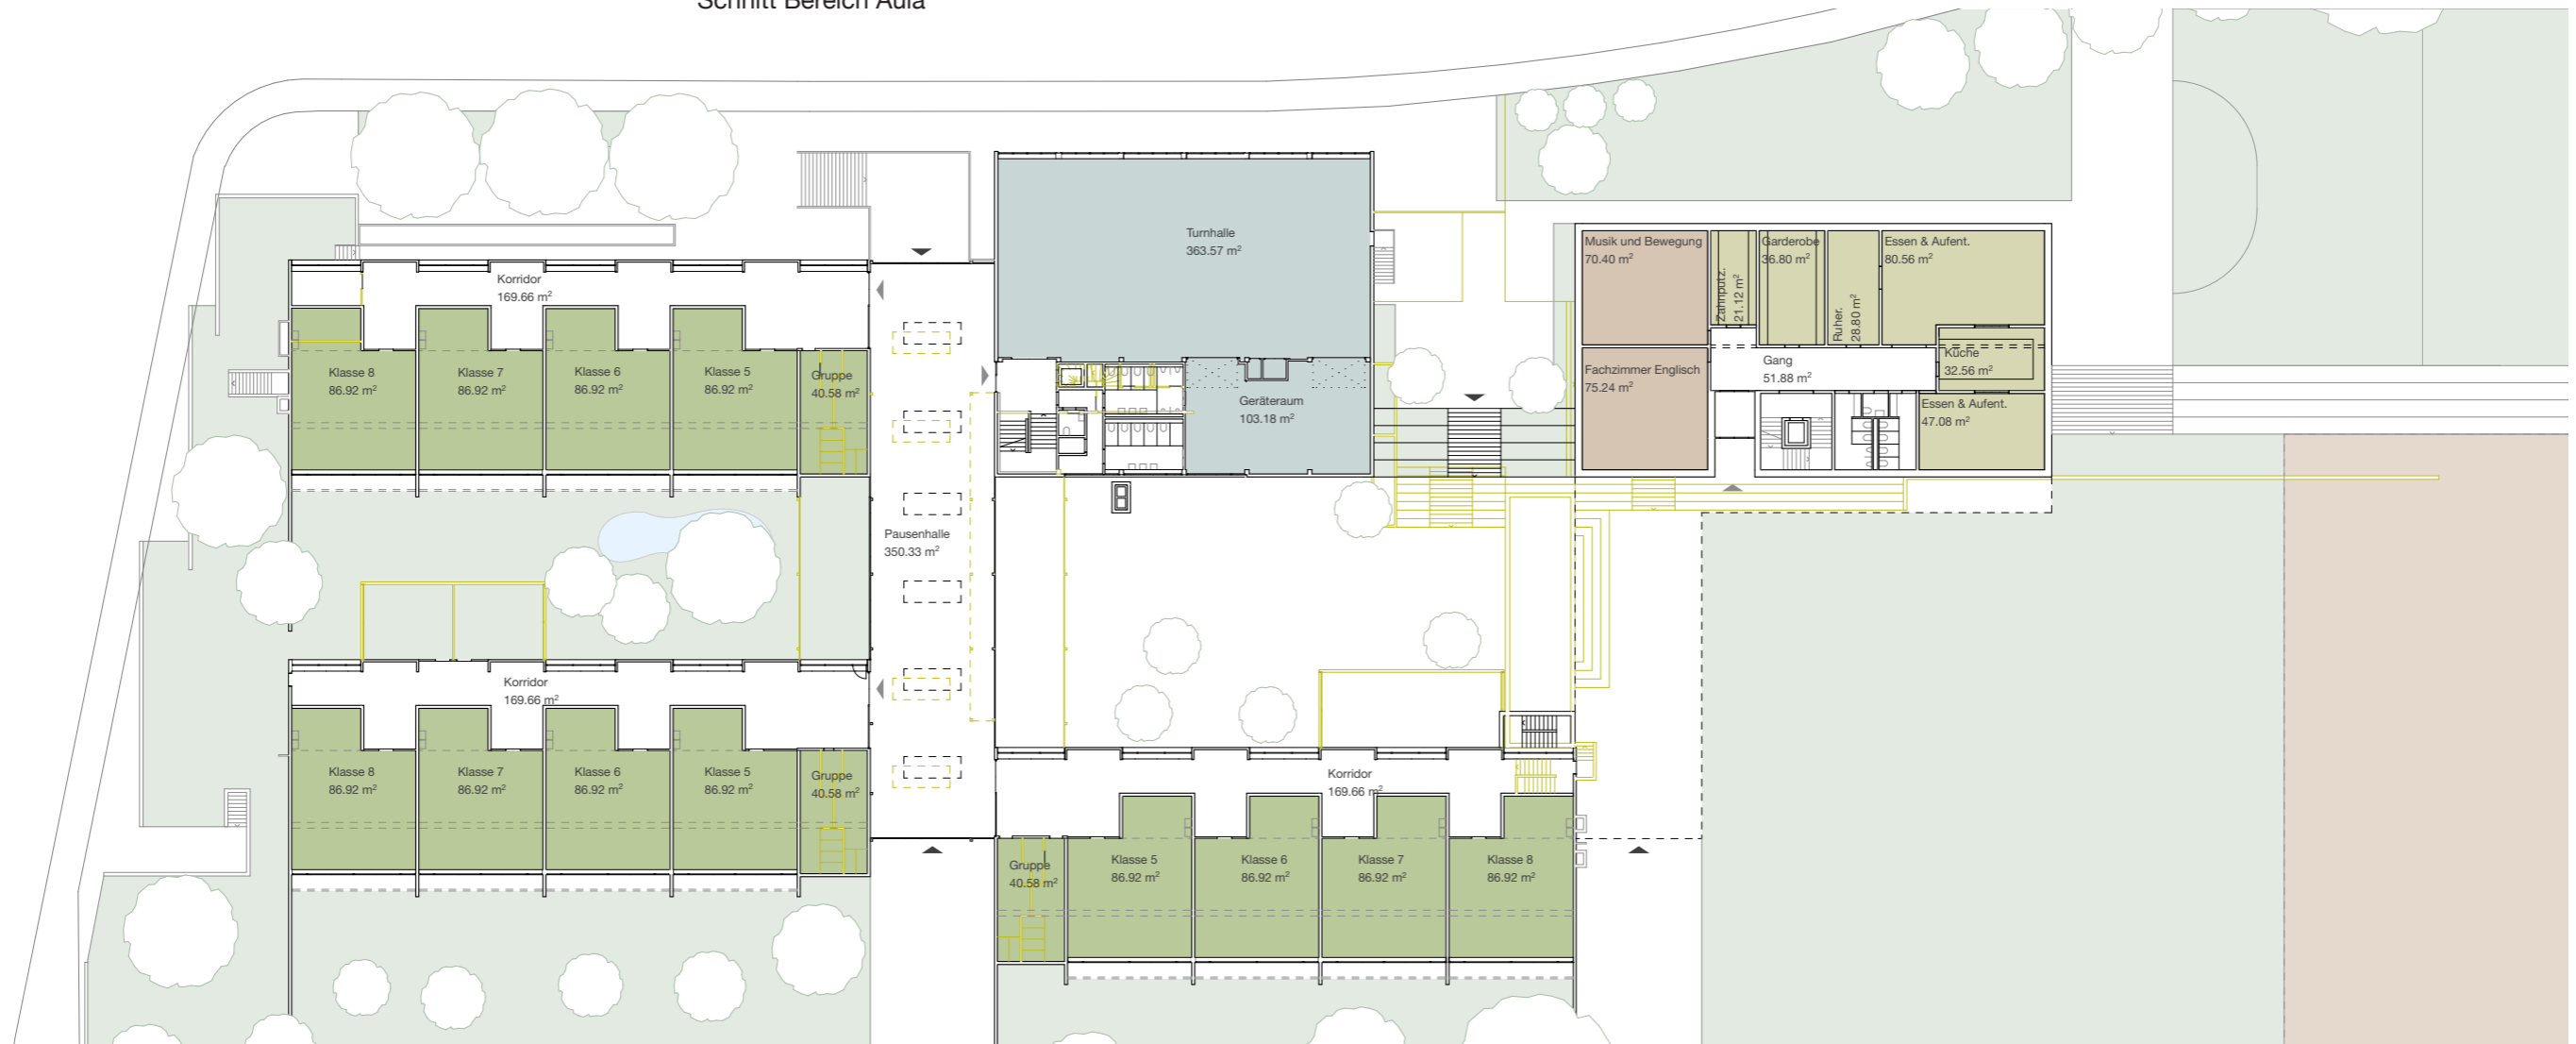 Schnitt Bereich Aula
Turnhalle
363.57 m²
Musik und Bewegung
70.40 m²
Zahnputz.
21.12 m²
Garderobe
36.80 m²
Ruher.
28.80 m²
Essen & Aufent.
80.56 m²
Korridor
169.66 m²
Klasse 8
86.92 m²
Klasse 7
86.92 m²
Klasse 6
86.92 m²
Klasse 5
86.92 m²
Gruppe
40.58 m²
Geräteraum
103.18 m²
Fachzimmer Englisch
75.24 m²
Gang
51.88 m²
Küche
32.56 m²
Essen & Aufent.
47.08 m²
Pausenhalle
350.33 m²
Korridor
169.66 m²
Klasse 8
86.92 m²
Klasse 7
86.92 m²
Klasse 6
86.92 m²
Klasse 5
86.92 m²
Gruppe
40.58 m²
Korridor
169.66 m²
Gruppe
40.58 m²
Klasse 5
86.92 m²
Klasse 6
86.92 m²
Klasse 7
86.92 m²
Klasse 8
86.92 m²